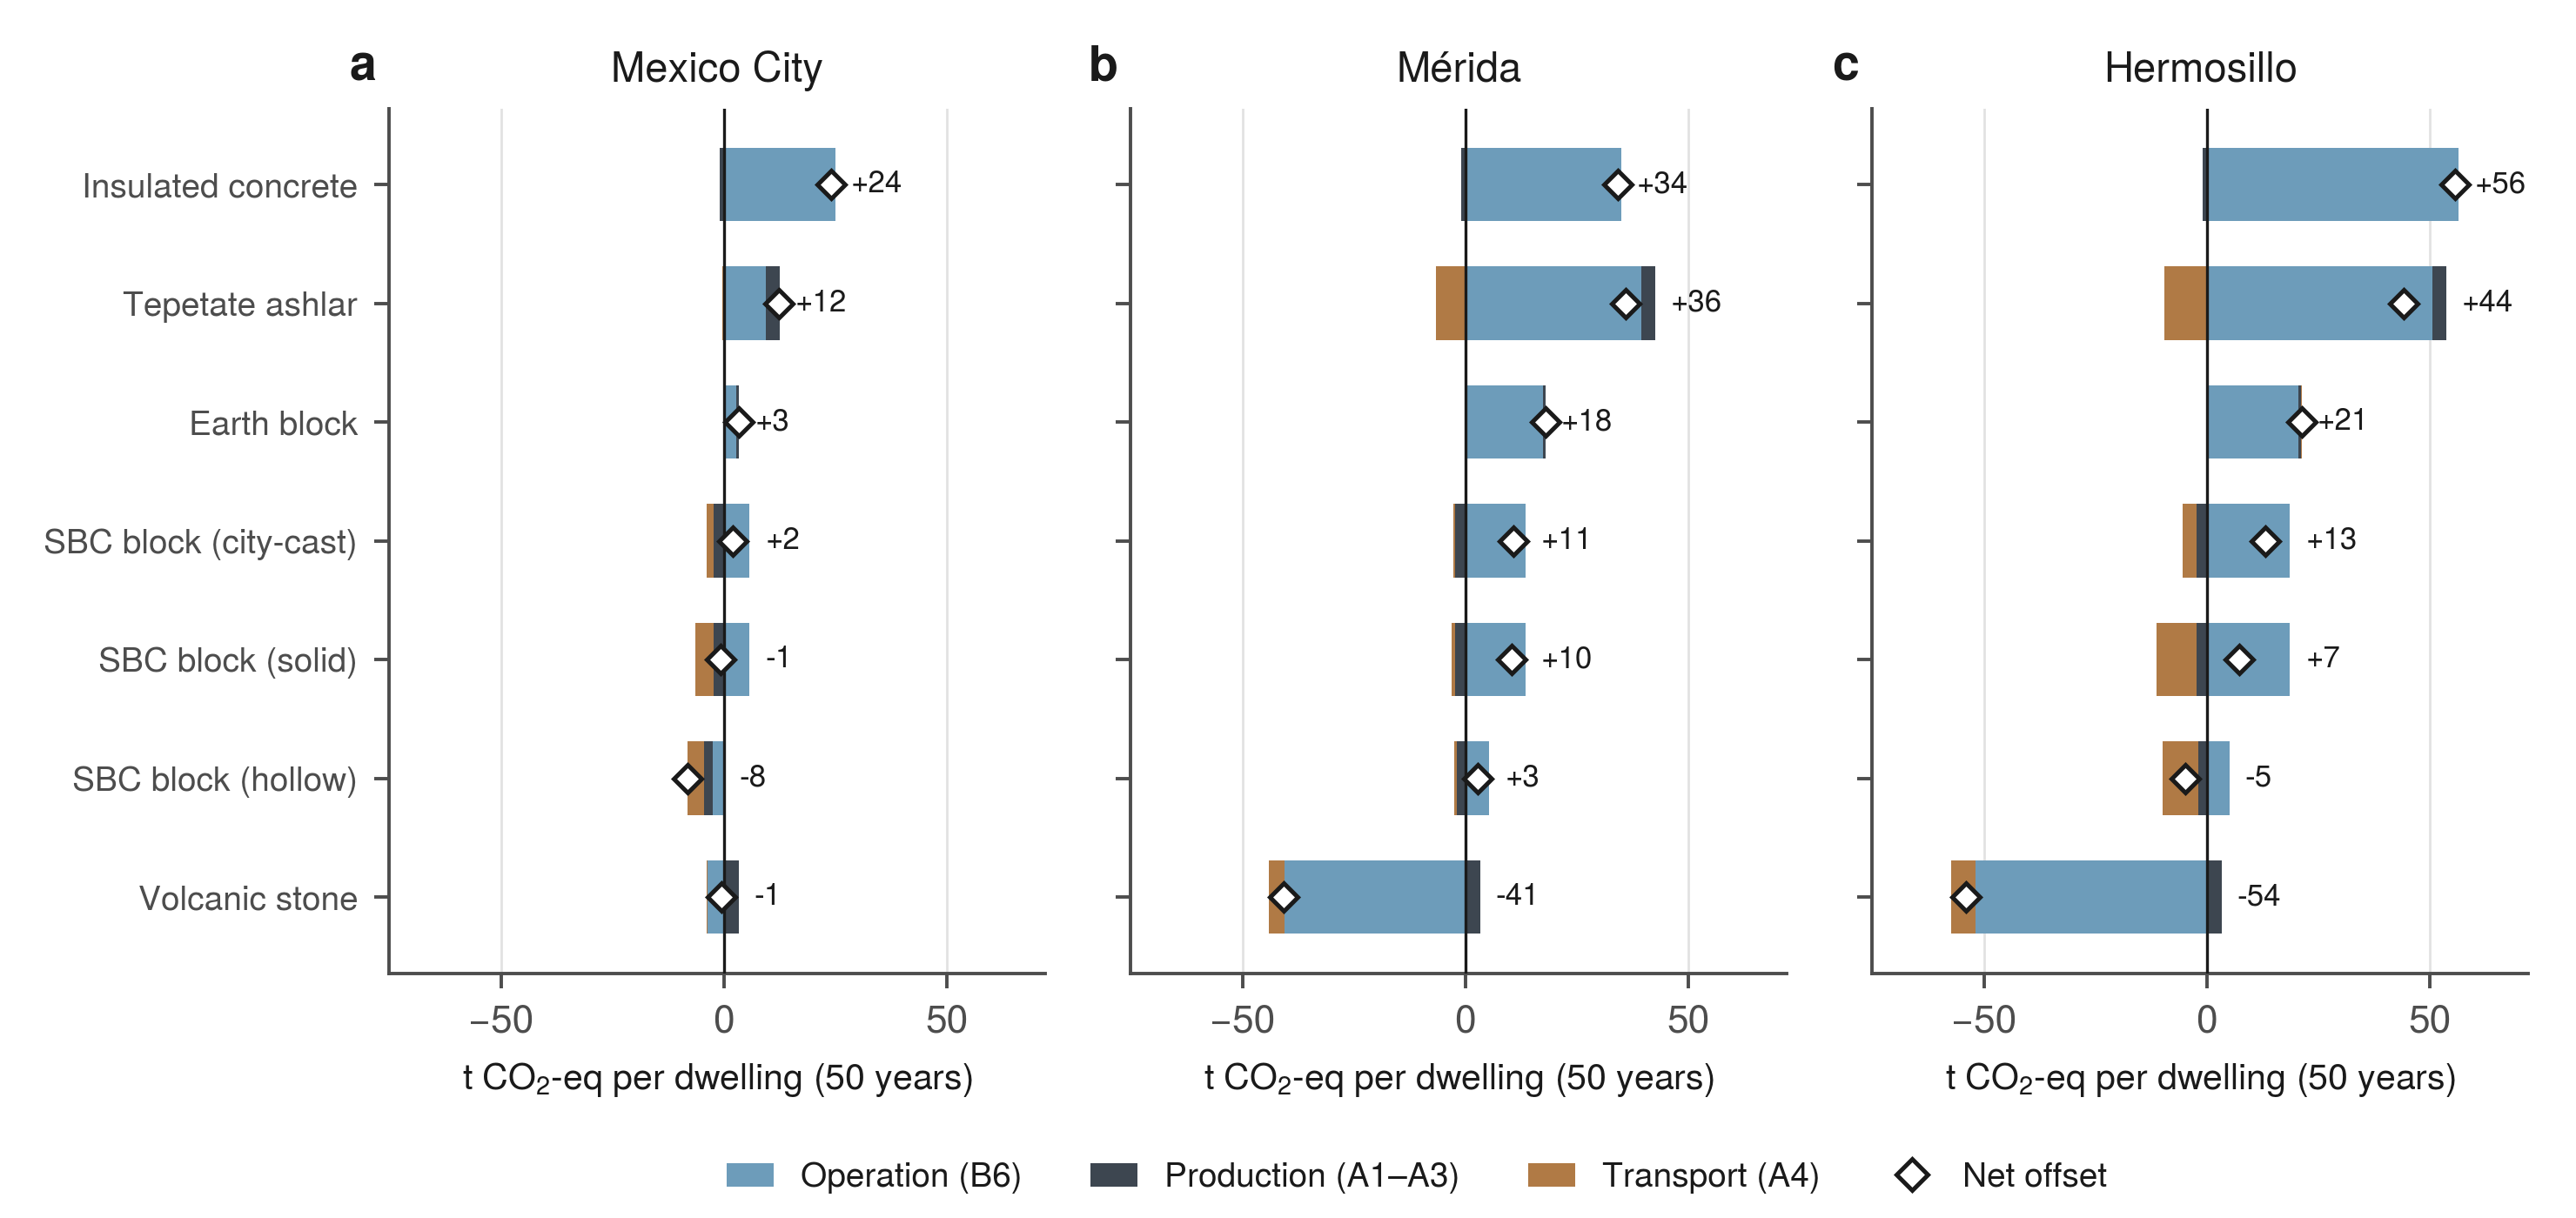 a Mexico City
b Mérida
c Hermosillo
Insulated concrete +24 +34 +56
Tepetate ashlar +12 +36 +44
Earth block +3 +18 +21
SBC block (city-cast) +2 +11 +13
SBC block (solid) -1 +10 +7
SBC block (hollow) -8 +3 -5
Volcanic stone -1 -41 -54
−50 0 50 −50 0 50 −50 0 50
t CO₂-eq per dwelling (50 years) t CO₂-eq per dwelling (50 years) t CO₂-eq per dwelling (50 years)
Operation (B6) Production (A1–A3) Transport (A4) Net offset